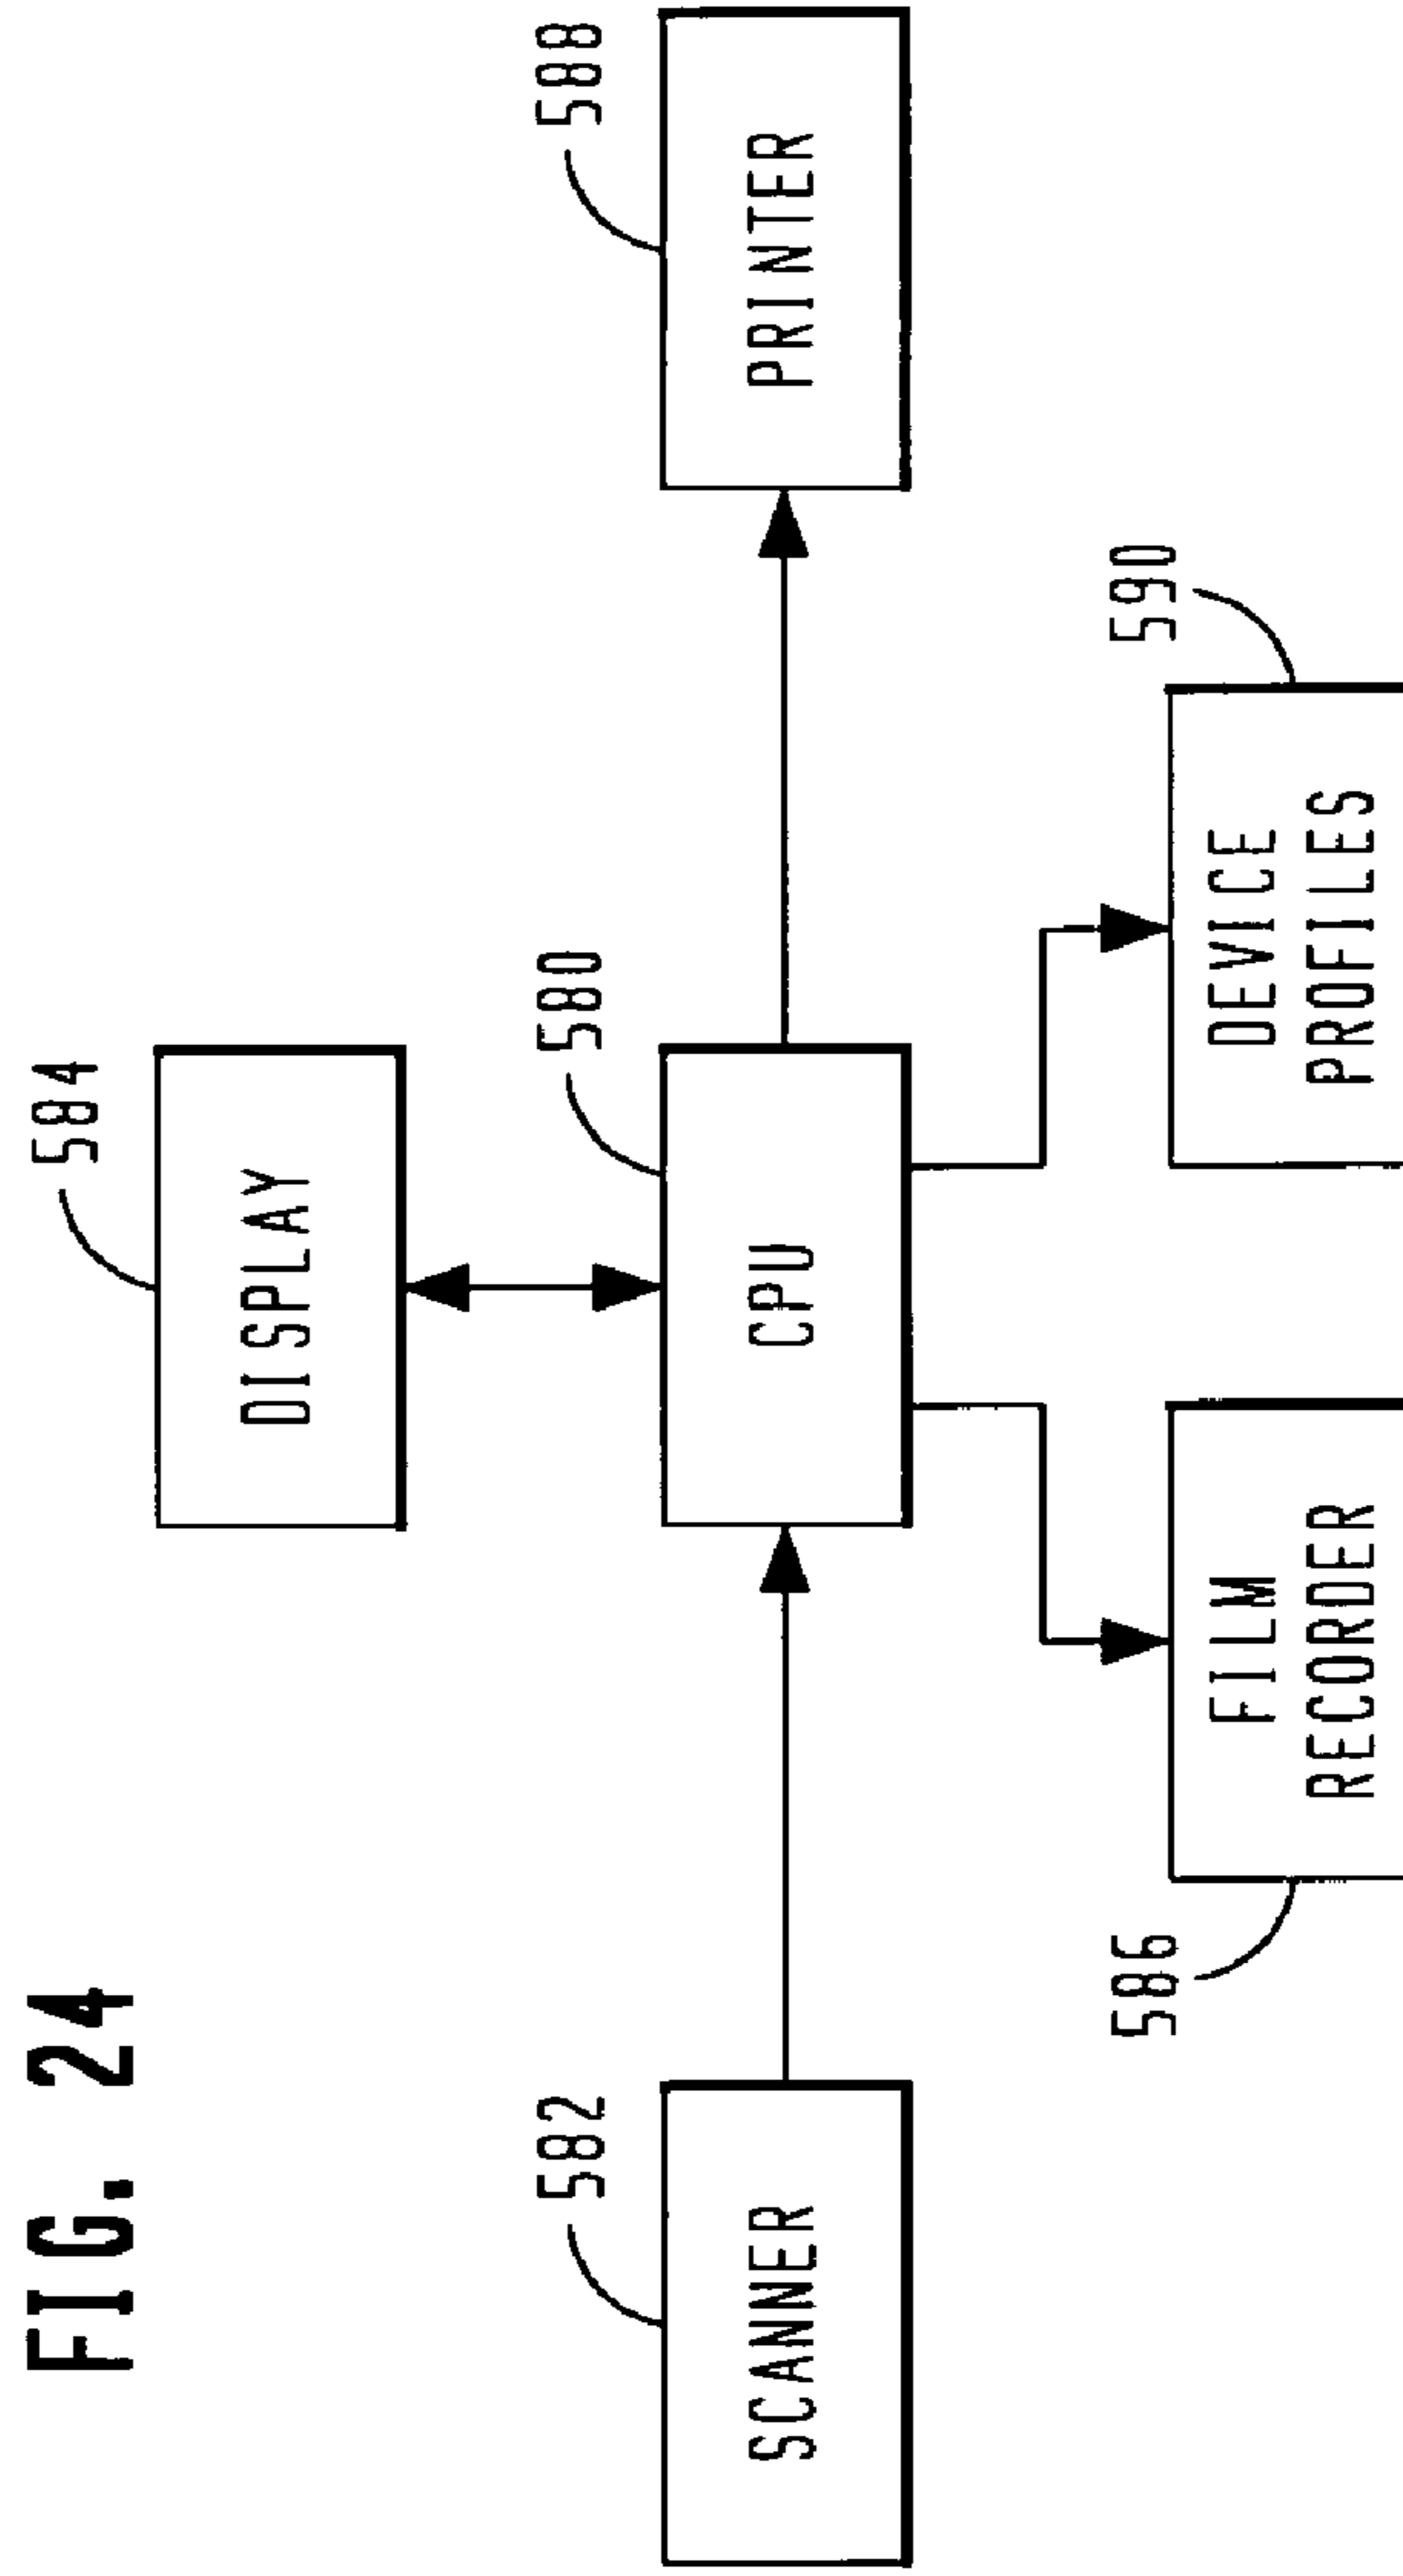 FIG. 24
584
DISPLAY
582
SCANNER
580
CPU
588
PRINTER
586
FILM
RECORDER
590
DEVICE
PROFILES